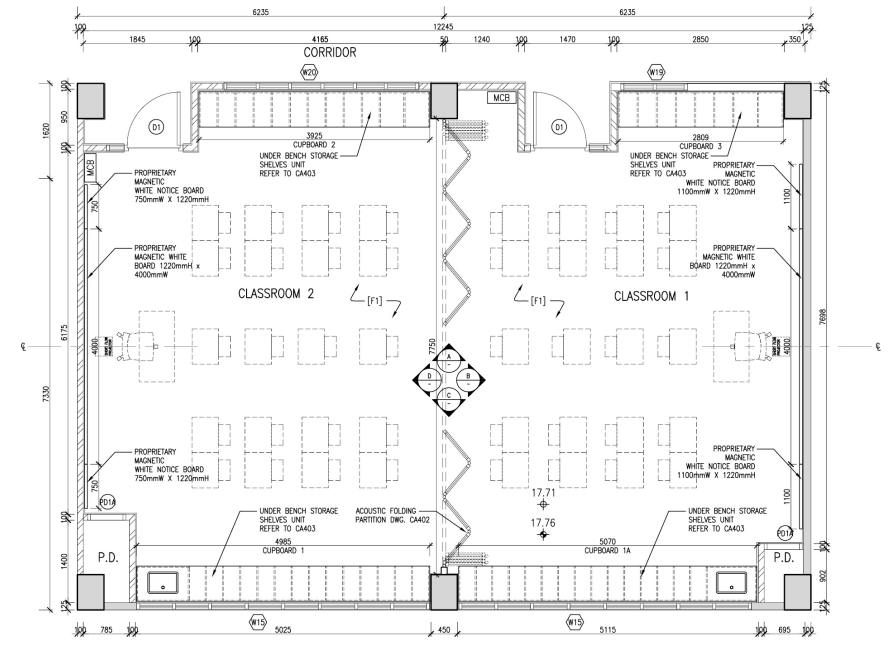 6235
6235
100
12245
125
1845
100
4165
50
1240
100
1470
100
2850
350
CORRIDOR
W20
W19
MCB
D1
D1
100
950
100
1620
125
3925
CUPBOARD 2
2809
CUPBOARD 3
UNDER BENCH STORAGE
SHELVES UNIT
REFER TO CA403
UNDER BENCH STORAGE
SHELVES UNIT
REFER TO CA403
MCB
PROPRIETARY
MAGNETIC
WHITE NOTICE BOARD
750mmW X 1220mmH
PROPRIETARY
MAGNETIC
WHITE NOTICE BOARD
1100mmW X 1220mmH
750
1100
PROPRIETARY
MAGNETIC WHITE
BOARD 1220mmH x
4000mmW
PROPRIETARY
MAGNETIC WHITE
BOARD 1220mmH x
4000mmW
CLASSROOM 2
[F1]
[F1]
CLASSROOM 1
6175
4000
7750
4000
7698
7330
A
D
B
C
PROPRIETARY
MAGNETIC
WHITE NOTICE BOARD
750mmW X 1220mmH
PROPRIETARY
MAGNETIC
WHITE NOTICE BOARD
1100mmW X 1220mmH
750
1100
PD1A
PD1A
17.71
17.76
UNDER BENCH STORAGE
SHELVES UNIT
REFER TO CA403
ACOUSTIC FOLDING
PARTITION DWG. CA402
UNDER BENCH STORAGE
SHELVES UNIT
REFER TO CA403
100
P.D.
4985
CUPBOARD 1
5070
CUPBOARD 1A
P.D.
1400
125
100
902
125
W15
W15
100
785
100
5025
450
5115
100
695
100